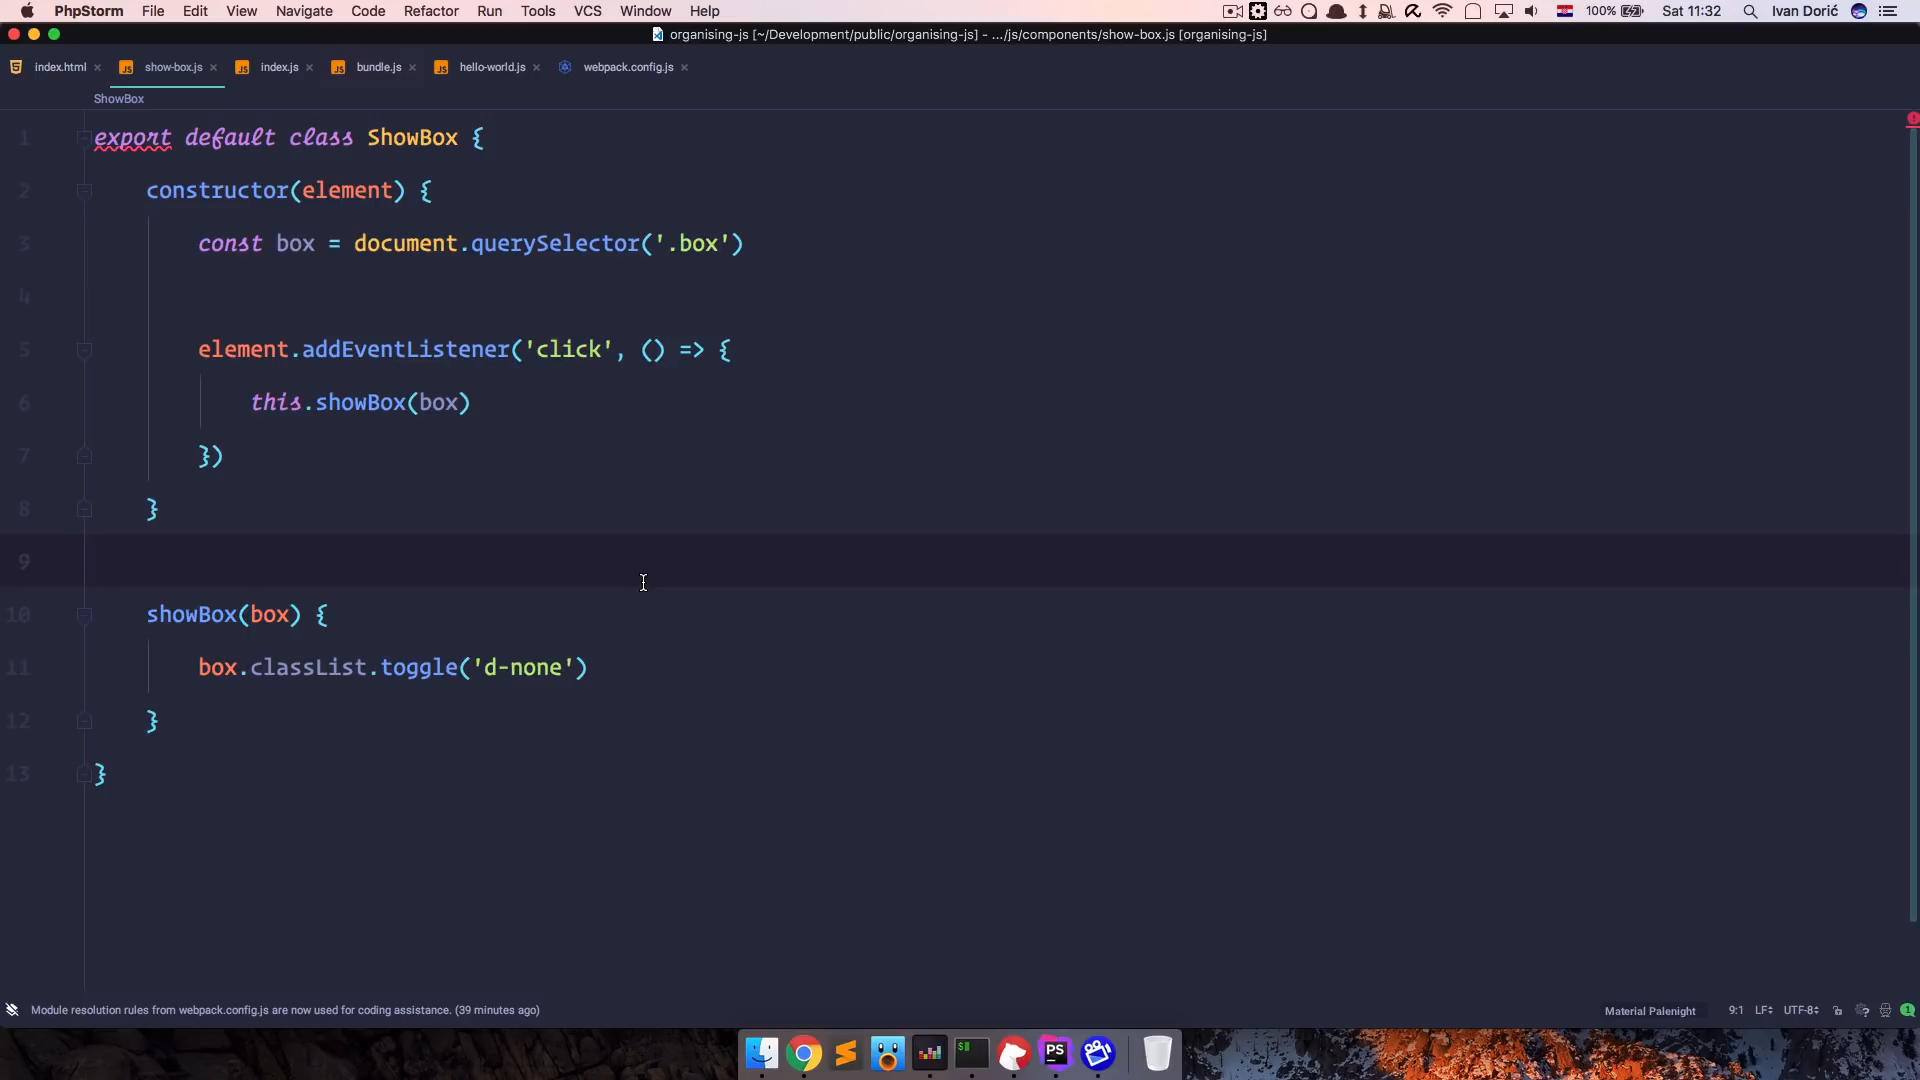 PhpStorm File Edit View Navigate Code Refactor Run Tools VCS Window Help 100% Sat 11:32 Ivan Dorić
organising-js [~/Development/public/organising-js] - .../js/components/show-box.js [organising-js]
index.html show-box.js index.js bundle.js hello-world.js webpack.config.js
ShowBox
1 export default class ShowBox {
2 constructor(element) {
3 const box = document.querySelector('.box')
4
5 element.addEventListener('click', () => {
6 this.showBox(box)
7 })
8 }
9
10 showBox(box) {
11 box.classList.toggle('d-none')
12 }
13 }
Module resolution rules from webpack.config.js are now used for coding assistance. (39 minutes ago) Material Palenight 9:1 LF UTF-8 1
$
PS